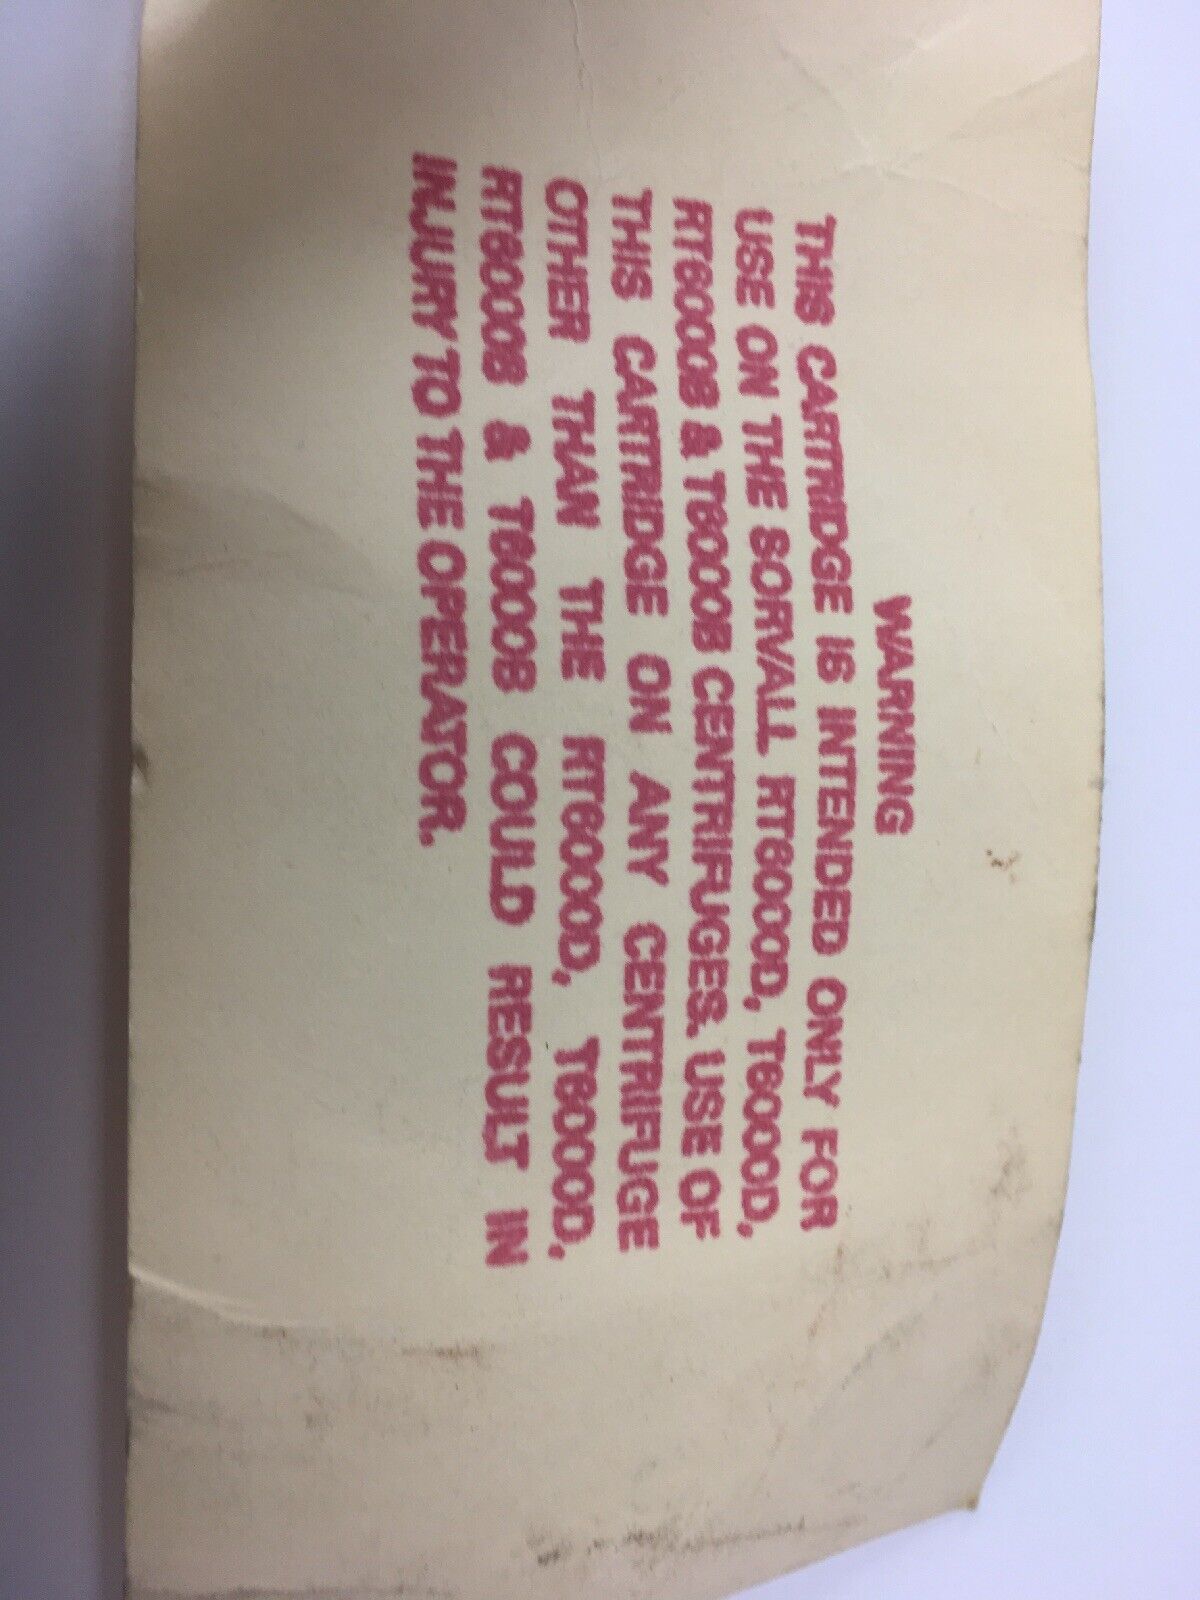 WARNING
THIS CARTRIDGE IS INTENDED ONLY FOR
USE ON THE SORVALL RT6000D, T6000D,
RT6000B & T6000B CENTRIFUGES. USE OF
THIS CARTRIDGE ON ANY CENTRIFUGE
OTHER THAN THE RT6000D, T6000D,
RT6000B & T6000B COULD RESULT IN
INJURY TO THE OPERATOR.